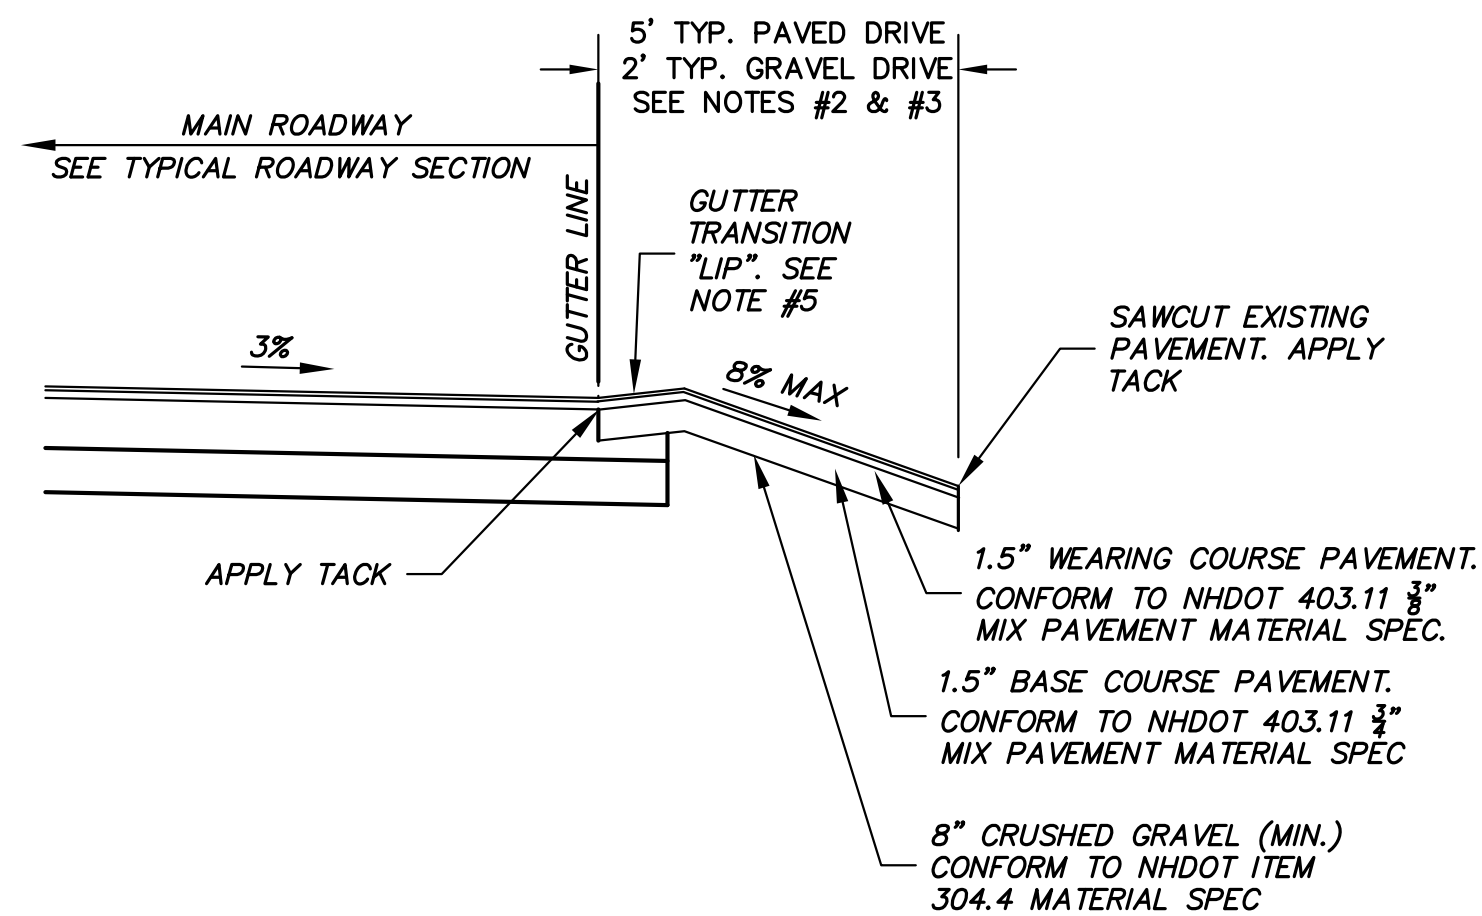 5' TYP. PAVED DRIVE
2' TYP. GRAVEL DRIVE
SEE NOTES #2 & #3
MAIN ROADWAY
SEE TYPICAL ROADWAY SECTION
GUTTER LINE
GUTTER
TRANSITION
"LIP". SEE
NOTE #5
3%
8% MAX
SAWCUT EXISTING
PAVEMENT. APPLY
TACK
APPLY TACK
1.5" WEARING COURSE PAVEMENT.
CONFORM TO NHDOT 403.11 3/8"
MIX PAVEMENT MATERIAL SPEC.
1.5" BASE COURSE PAVEMENT.
CONFORM TO NHDOT 403.11 3/4"
MIX PAVEMENT MATERIAL SPEC
8" CRUSHED GRAVEL (MIN.)
CONFORM TO NHDOT ITEM
304.4 MATERIAL SPEC